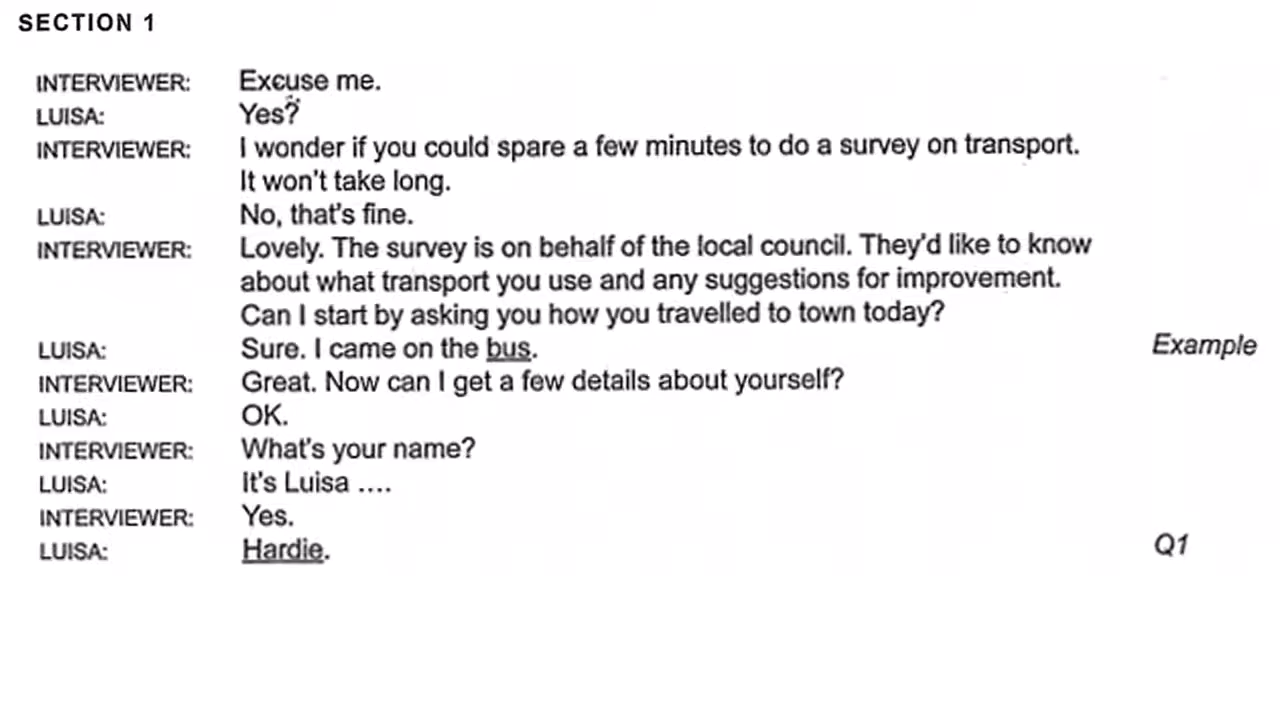 SECTION 1
INTERVIEWER: Excuse me.
LUISA: Yes?
INTERVIEWER: I wonder if you could spare a few minutes to do a survey on transport.
It won't take long.
LUISA: No, that's fine.
INTERVIEWER: Lovely. The survey is on behalf of the local council. They'd like to know
about what transport you use and any suggestions for improvement.
Can I start by asking you how you travelled to town today?
LUISA: Sure. I came on the bus. Example
INTERVIEWER: Great. Now can I get a few details about yourself?
LUISA: OK.
INTERVIEWER: What's your name?
LUISA: It's Luisa ....
INTERVIEWER: Yes.
LUISA: Hardie. Q1